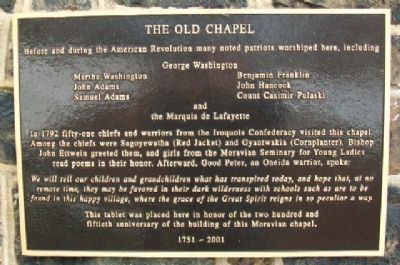 THE OLD CHAPEL
Before and during the American Revolution many noted patriots worshiped here, including
George Washington
Martha Washington Benjamin Franklin
John Adams John Hancock
Samuel Adams Count Casimir Pulaski
and
the Marquis de Lafayette
In 1792 fifty-one chiefs and warriors from the Iroquois Confederacy visited this chapel.
Among the chiefs were Sagoyewatha (Red Jacket) and Gyantwakia (Cornplanter). Bishop
John Ettwein greeted them, and girls from the Moravian Seminary for Young Ladies
read poems in their honor. Afterward, Good Peter, an Oneida warrior, spoke:
We will tell our children and grandchildren what has transpired today, and hope that, at no
remote time, they may be favored in their dark wilderness with schools such as are to be
found in this happy village, where the grace of the Great Spirit reigns in so peculiar a way.
This tablet was placed here in honor of the two hundred and
fiftieth anniversary of the building of this Moravian chapel.
1751 - 2001